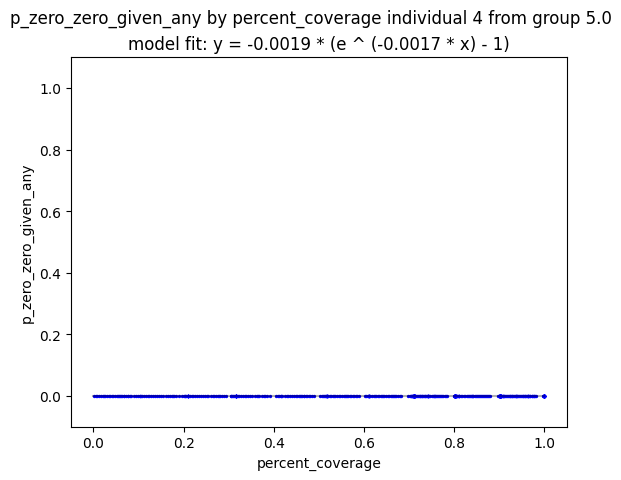 p_zero_zero_given_any by percent_coverage individual 4 from group 5.0
model fit: y = -0.0019 * (e ^ (-0.0017 * x) - 1)
1.0
0.8
0.6
0.4
0.2
0.0
p_zero_zero_given_any
0.0 0.2 0.4 0.6 0.8 1.0
percent_coverage